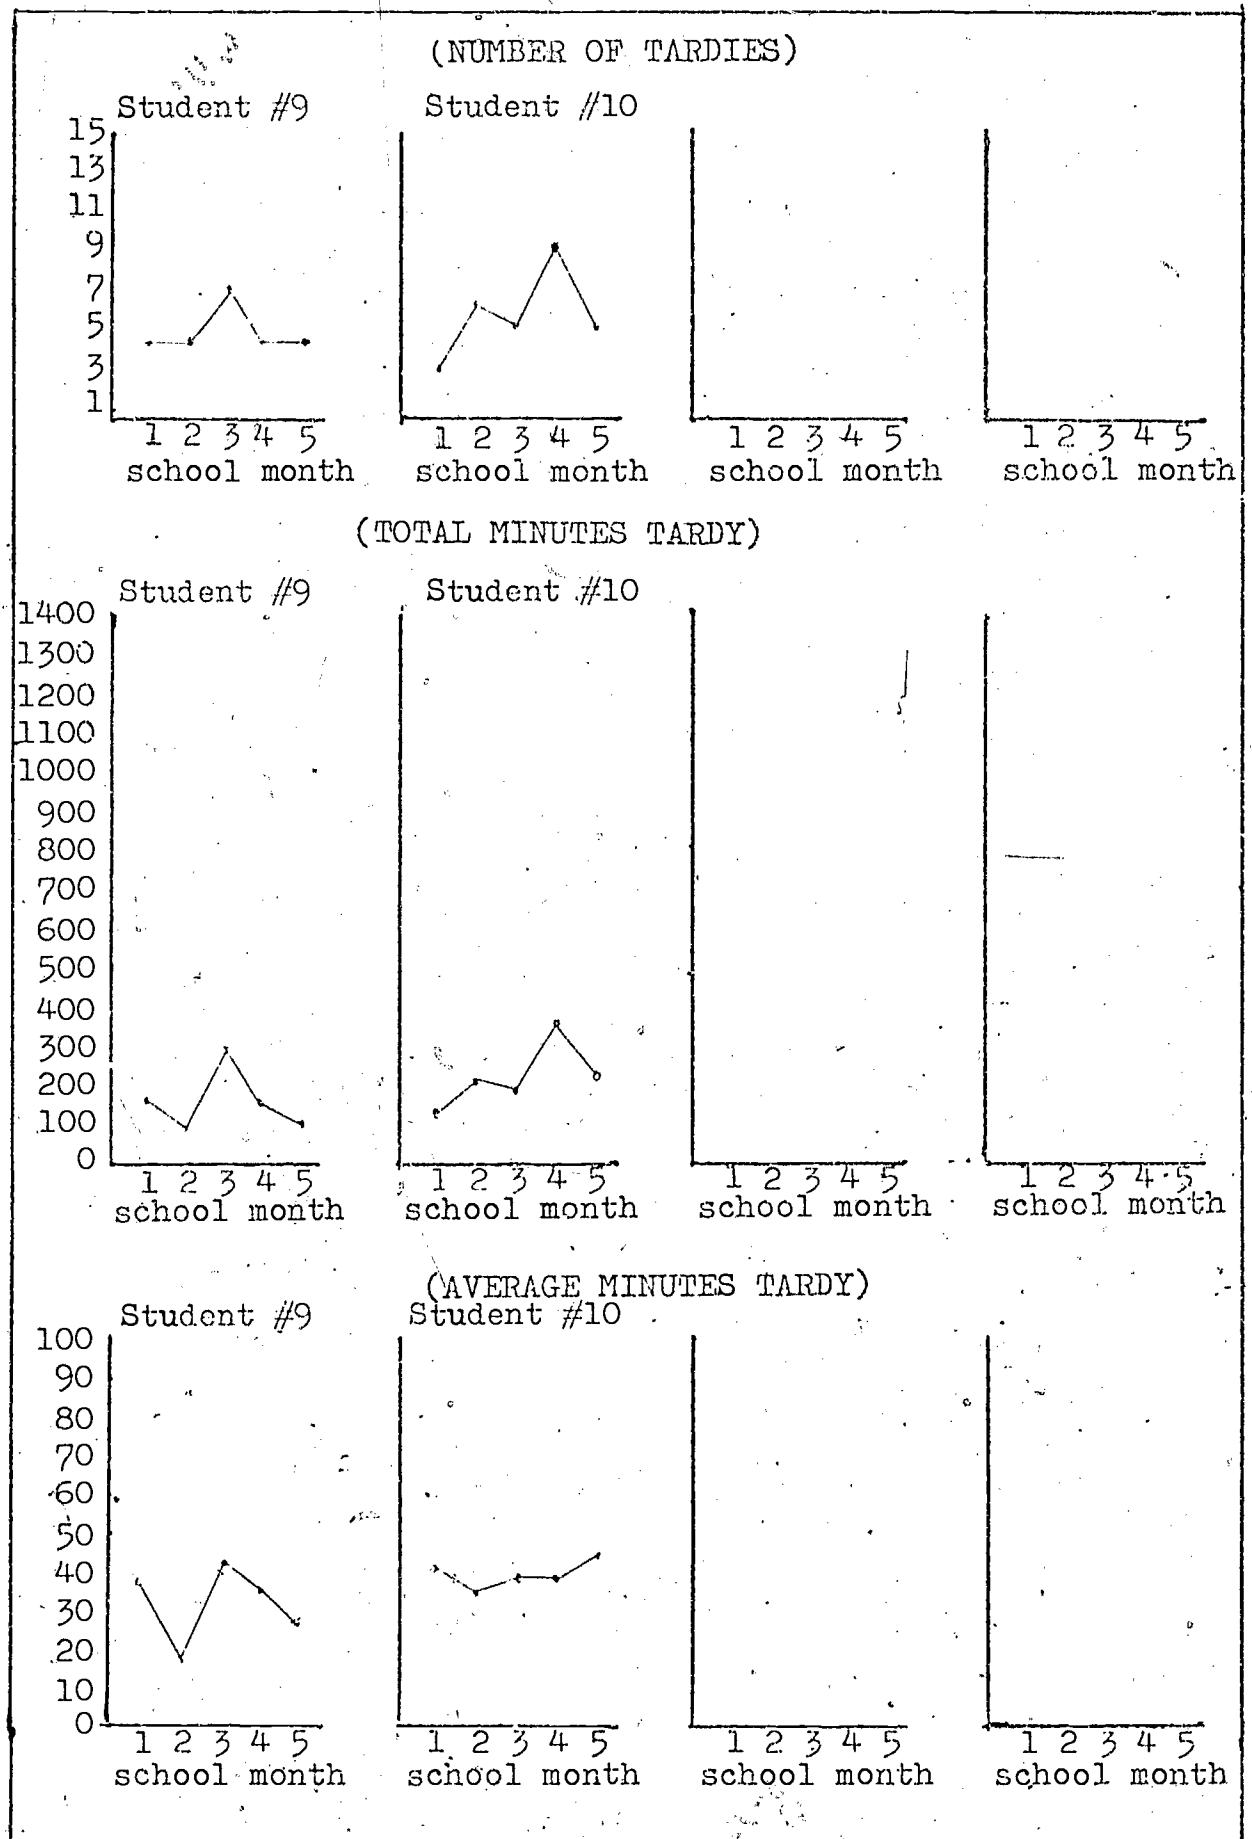 (NUMBER OF TARDIES)
Student #9 Student #10
15
13
11
9
7
5
3
1
1 2 3 4 5 1 2 3 4 5 1 2 3 4 5 1 2 3 4 5
school month school month school month school month
(TOTAL MINUTES TARDY)
Student #9 Student #10
1400
1300
1200
1100
1000
900
800
700
600
500
400
300
200
100
0
1 2 3 4 5 1 2 3 4 5 1 2 3 4 5 1 2 3 4 5
school month school month school month school month
(AVERAGE MINUTES TARDY)
Student #9 Student #10
100
90
80
70
60
50
40
30
20
10
0
1 2 3 4 5 1 2 3 4 5 1 2 3 4 5 1 2 3 4 5
school month school month school month school month